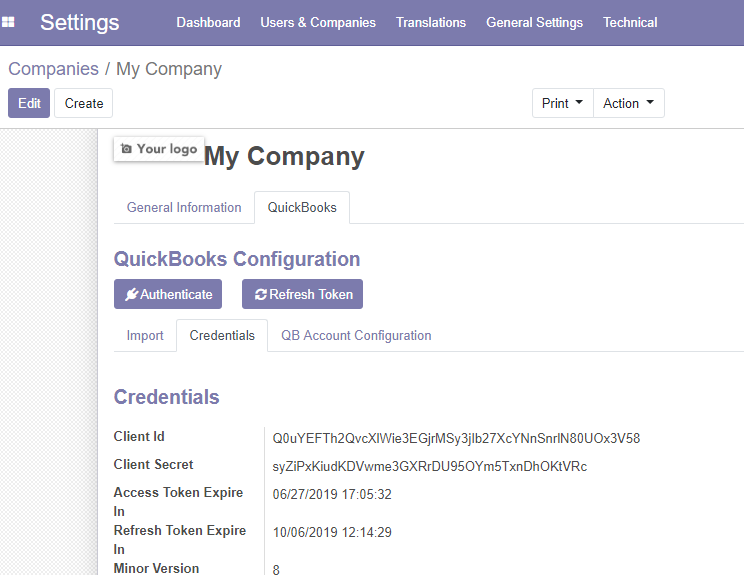 Settings Dashboard Users & Companies Translations General Settings Technical
Companies / My Company
Edit Create Print Action
Your logo My Company
General Information QuickBooks
QuickBooks Configuration
Authenticate Refresh Token
Import Credentials QB Account Configuration
Credentials
Client Id Q0uYEFTh2QvcXlWie3EGjrMSy3jlb27XcYNnSnrlN80UOx3V58
Client Secret syZiPxKiudKDVwme3GXRrDU95OYm5TxnDhOKtVRc
Access Token Expire 06/27/2019 17:05:32
In
Refresh Token Expire 10/06/2019 12:14:29
In
Minor Version 8